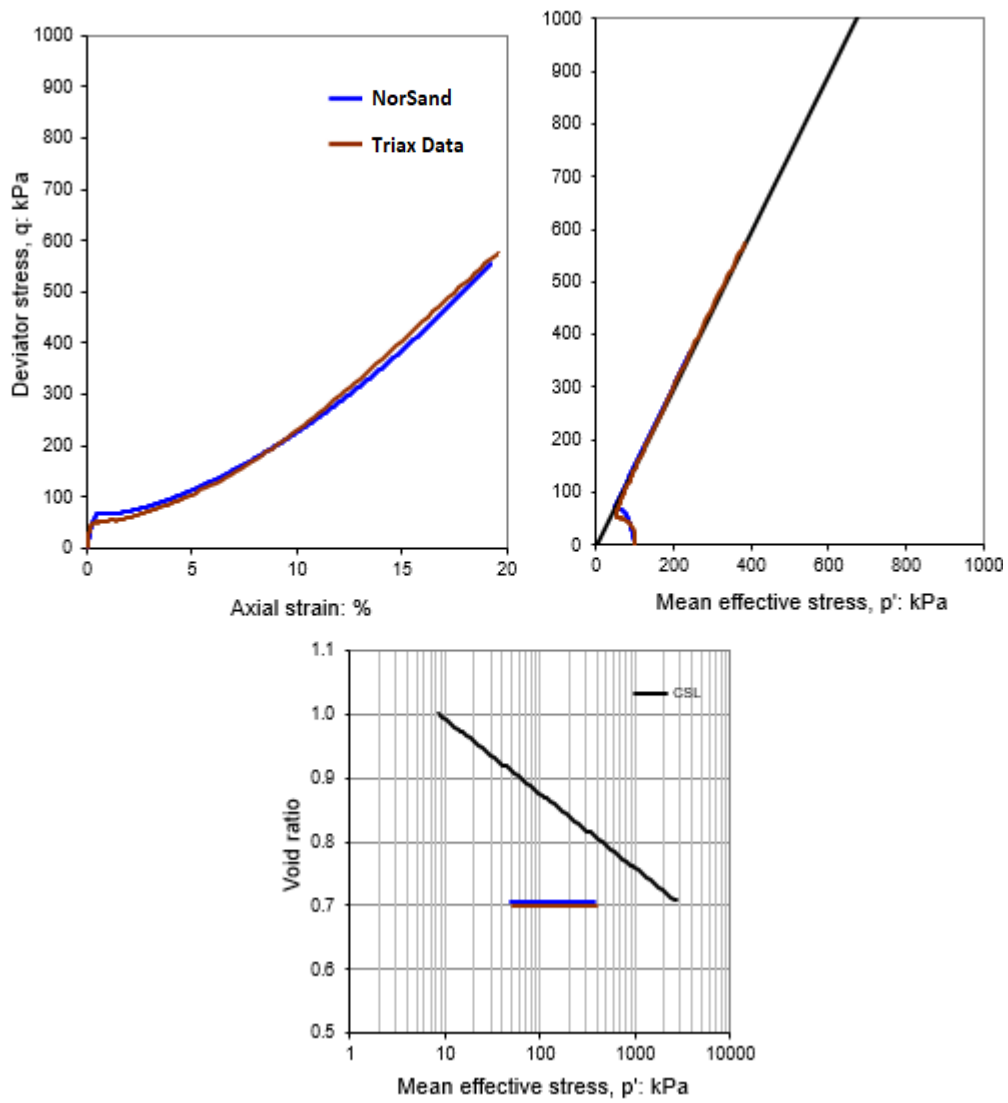 1000
900
800
700
600
500
400
300
200
100
0
Deviator stress, q: kPa
NorSand
Triax Data
0 5 10 15 20
Axial strain: %
1000
900
800
700
600
500
400
300
200
100
0
0 200 400 600 800 1000
Mean effective stress, p': kPa
1.1
1.0
0.9
0.8
0.7
0.6
0.5
Void ratio
CSL
1 10 100 1000 10000
Mean effective stress, p': kPa